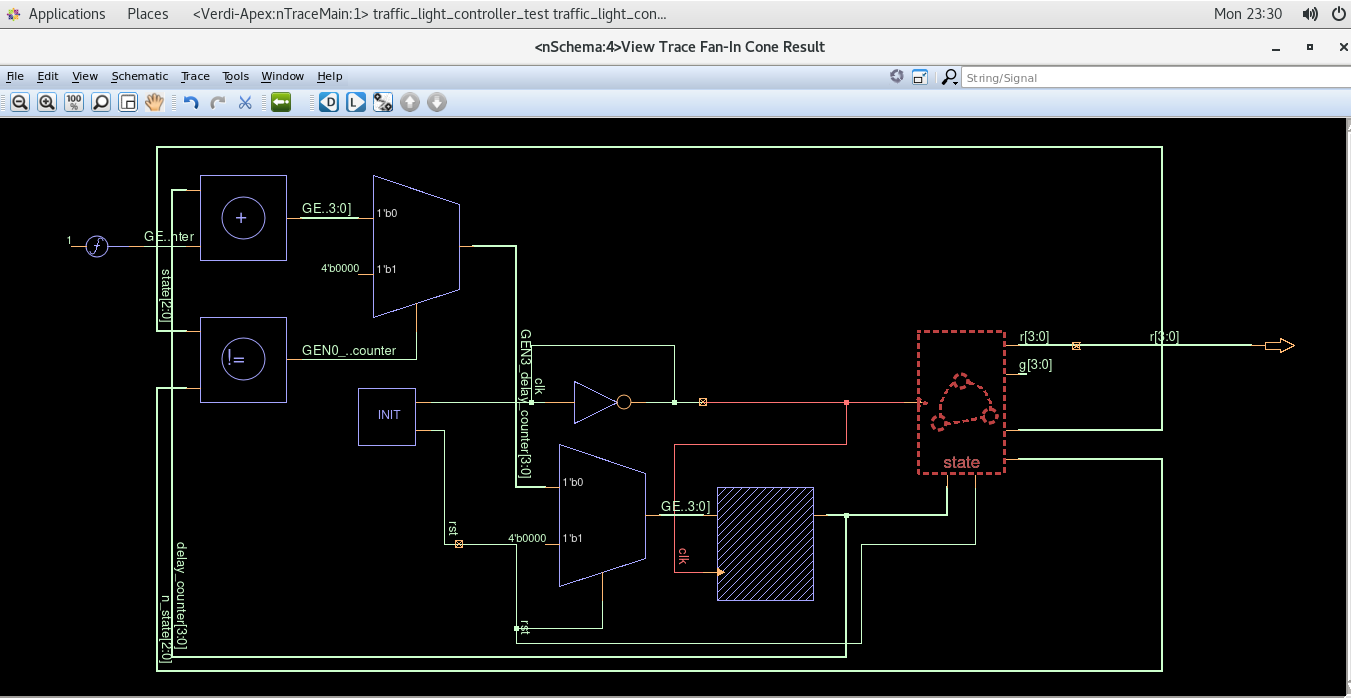 Applications Places <Verdi-Apex:nTraceMain:1> traffic_light_controller_test traffic_light_con... Mon 23:30
<nSchema:4>View Trace Fan-In Cone Result
File Edit View Schematic Trace Tools Window Help String/Signal
100
%
D L
+
GE..3:0]
1'b0
1
f
GE..nter
4'b0000
1'b1
state[2:0]
!=
GEN0_..counter
GEN3_delay_counter[3:0]
clk
r[3:0]
r[3:0]
g[3:0]
INIT
state
1'b0
GE..3:0]
rst
4'b0000
1'b1
clk
delay_counter[3:0]
n_state[2:0]
rst